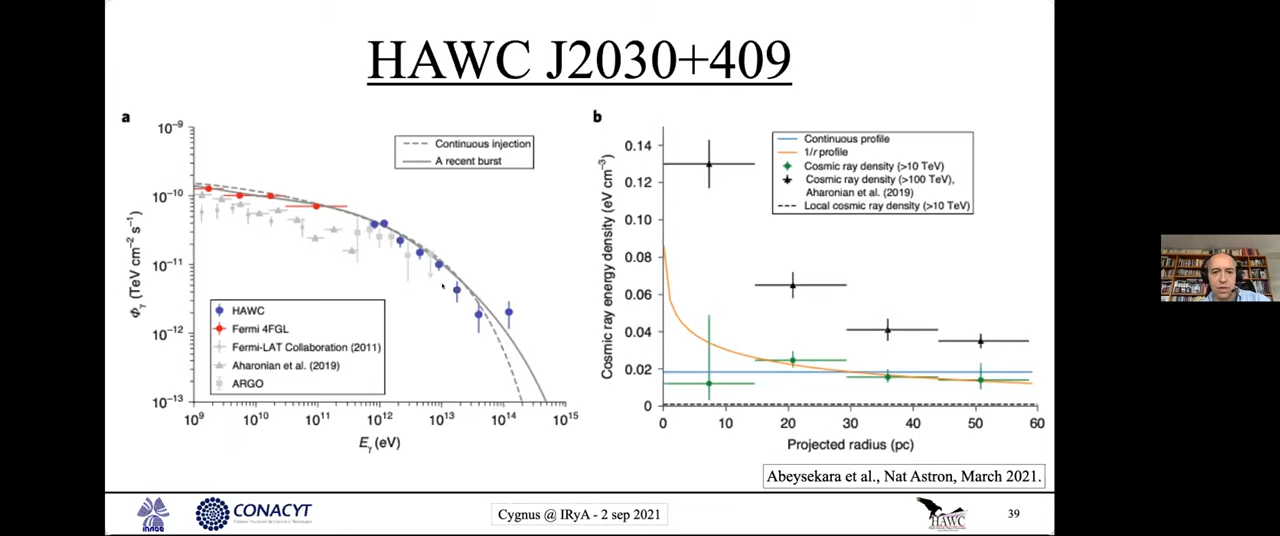 HAWC J2030+409
a
10⁻⁹
10⁻¹⁰
10⁻¹¹
10⁻¹²
10⁻¹³
Φγ (TeV cm⁻² s⁻¹)
Continuous injection
A recent burst
HAWC
Fermi 4FGL
Fermi-LAT Collaboration (2011)
Aharonian et al. (2019)
ARGO
10⁹ 10¹⁰ 10¹¹ 10¹² 10¹³ 10¹⁴ 10¹⁵
Eγ (eV)
b
0.14
0.12
0.10
0.08
0.06
0.04
0.02
0
Cosmic ray energy density (eV cm⁻³)
Continuous profile
1/r profile
Cosmic ray density (>10 TeV)
Cosmic ray density (>100 TeV),
Aharonian et al. (2019)
Local cosmic ray density (>10 TeV)
0 10 20 30 40 50 60
Projected radius (pc)
Abeysekara et al., Nat Astron, March 2021.
CONACYT
Cygnus @ IRyA - 2 sep 2021
HAWC
39